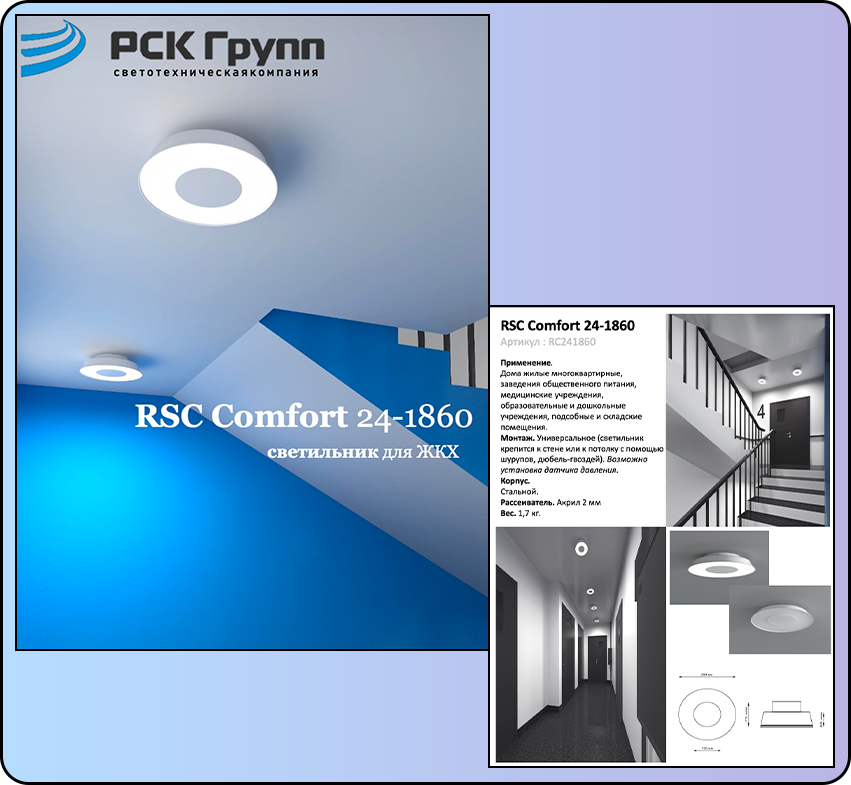 РСК Групп
светотехническаякомпания
RSC Comfort 24-1860
светильник для ЖКХ
RSC Comfort 24-1860
Артикул : RC241860
Применение.
Дома жилые многоквартирные,
заведения общественного питания,
медицинские учреждения,
образовательные и дошкольные
учреждения, подсобные и складские
помещения.
Монтаж. Универсальное (светильник
крепится к стене или к потолку с помощью
шурупов, дюбель-гвоздей). Возможно
установка датчика давления.
Корпус.
Стальной.
Рассеиватель. Акрил 2 мм
Вес. 1,7 кг.
4